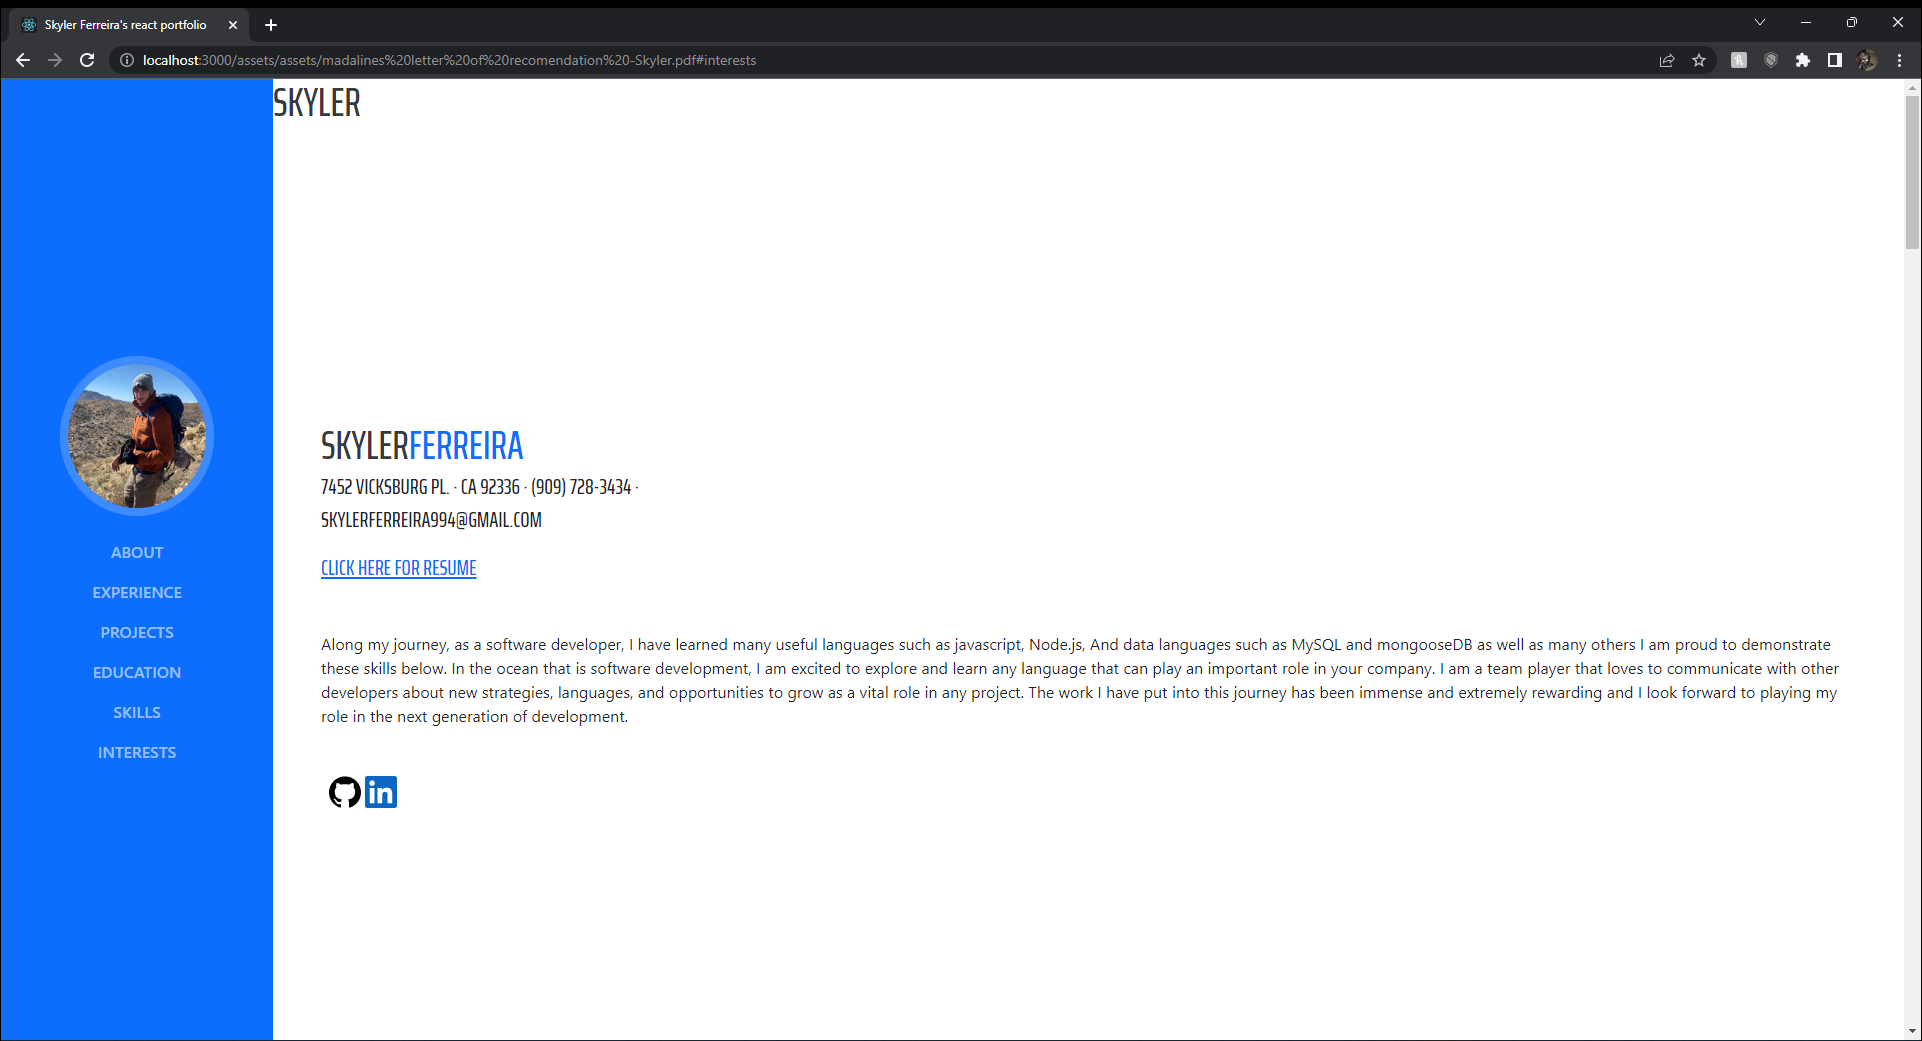 Skyler Ferreira's react portfolio
localhost:3000/assets/assets/madalines%20letter%20of%20recomendation%20-Skyler.pdf#interests
SKYLER
SKYLERFERREIRA
7452 VICKSBURG PL. · CA 92336 · (909) 728-3434 ·
SKYLERFERREIRA994@GMAIL.COM
CLICK HERE FOR RESUME
ABOUT
EXPERIENCE
PROJECTS
EDUCATION
SKILLS
INTERESTS
Along my journey, as a software developer, I have learned many useful languages such as javascript, Node.js, And data languages such as MySQL and mongooseDB as well as many others I am proud to demonstrate
these skills below. In the ocean that is software development, I am excited to explore and learn any language that can play an important role in your company. I am a team player that loves to communicate with other
developers about new strategies, languages, and opportunities to grow as a vital role in any project. The work I have put into this journey has been immense and extremely rewarding and I look forward to playing my
role in the next generation of development.
in